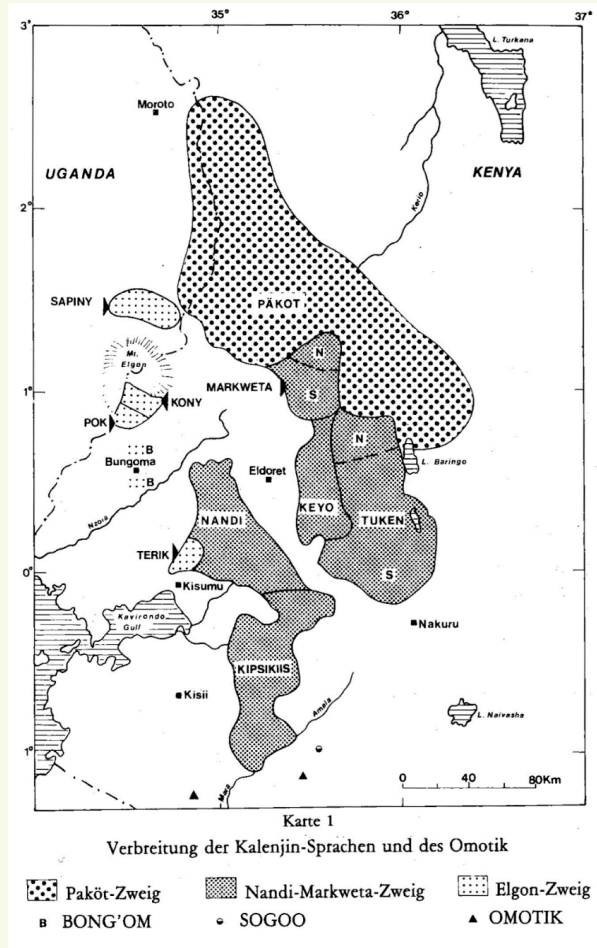 35° 36° 37°
3°
L. Turkana
Moroto
UGANDA
KENYA
Kerio
2°
PÄKOT
SAPINY
Mt.
Elgon
N
MARKWETA
1°
KONY
S
POK
N
B
Bungoma
B
L. Baringo
Eldoret
Nzoia
KEYO
NANDI
TUKEN
TERIK
S
0°
Kisumu
Kavirondo
Gulf
Nakuru
KIPSIKIIS
Kisii
Amala
L. Naivasha
1°
Mara
0 40 80Km
Karte 1
Verbreitung der Kalenjin-Sprachen und des Omotik
Paköt-Zweig Nandi-Markweta-Zweig Elgon-Zweig
B BONG'OM SOGOO OMOTIK